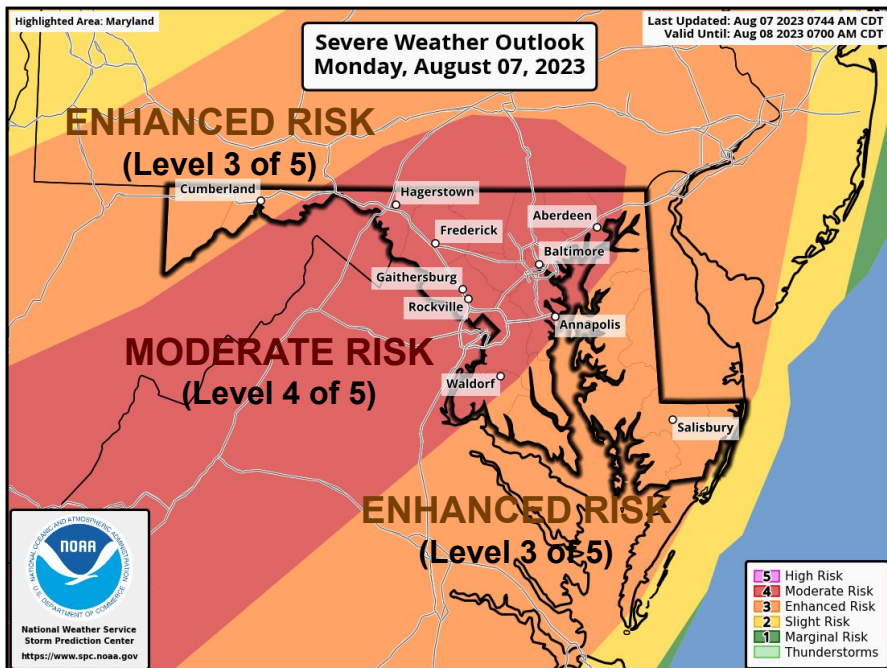 Highlighted Area: Maryland
Last Updated: Aug 07 2023 0744 AM CDT
Valid Until: Aug 08 2023 0700 AM CDT
Severe Weather Outlook
Monday, August 07, 2023
ENHANCED RISK
(Level 3 of 5)
Cumberland
Hagerstown
Aberdeen
Frederick
Baltimore
Gaithersburg
Rockville
Annapolis
MODERATE RISK
(Level 4 of 5)
Waldorf
Salisbury
ENHANCED RISK
(Level 3 of 5)
NATIONAL OCEANIC AND ATMOSPHERIC ADMINISTRATION
NOAA
U.S. DEPARTMENT OF COMMERCE
National Weather Service
Storm Prediction Center
https://www.spc.noaa.gov
5 High Risk
4 Moderate Risk
3 Enhanced Risk
2 Slight Risk
1 Marginal Risk
Thunderstorms